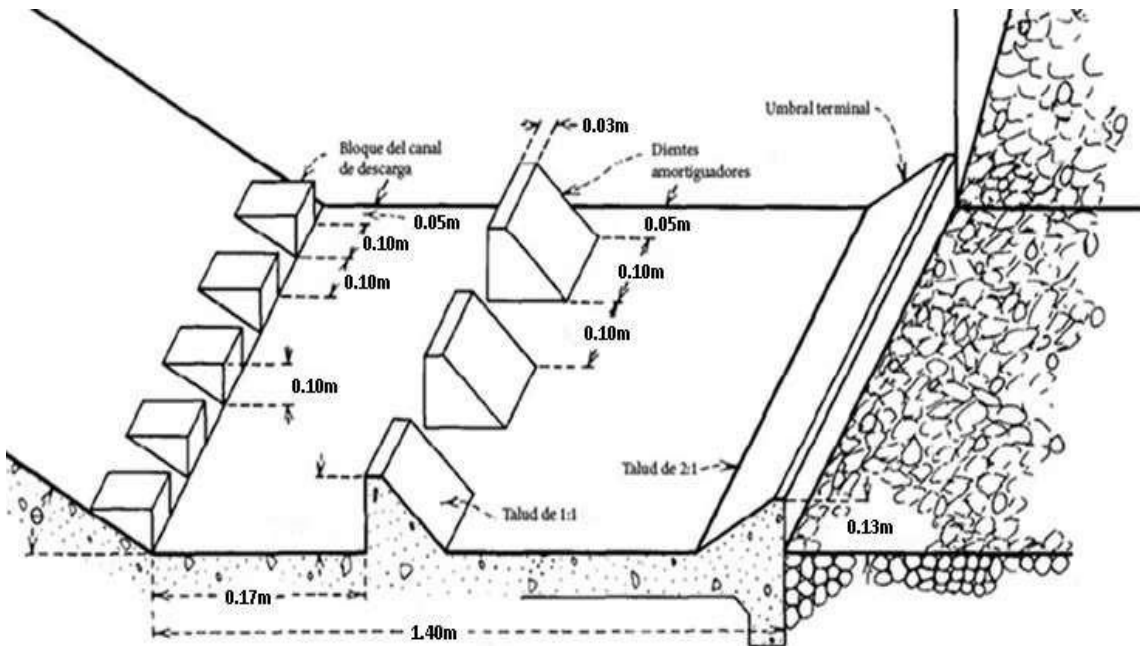 Umbral terminal
0.03m
Bloque del canal
de descarga
Dientes
amortiguadores
0.05m
0.05m
0.10m
0.10m
0.10m
0.10m
0.10m
Talud de 2:1
Talud de 1:1
0.13m
θ
0.17m
1.40m